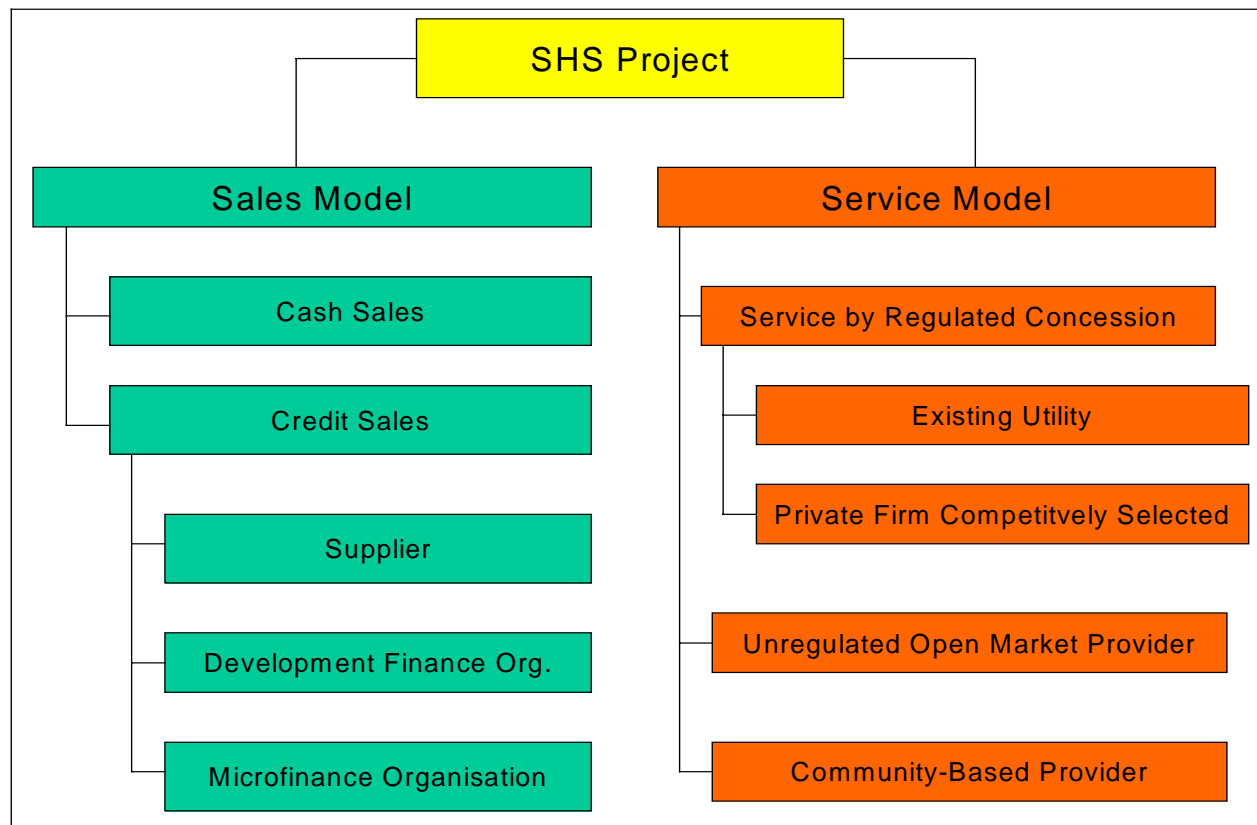 SHS Project
Sales Model
Cash Sales
Credit Sales
Supplier
Development Finance Org.
Microfinance Organisation
Service Model
Service by Regulated Concession
Existing Utility
Private Firm Competitvely Selected
Unregulated Open Market Provider
Community-Based Provider